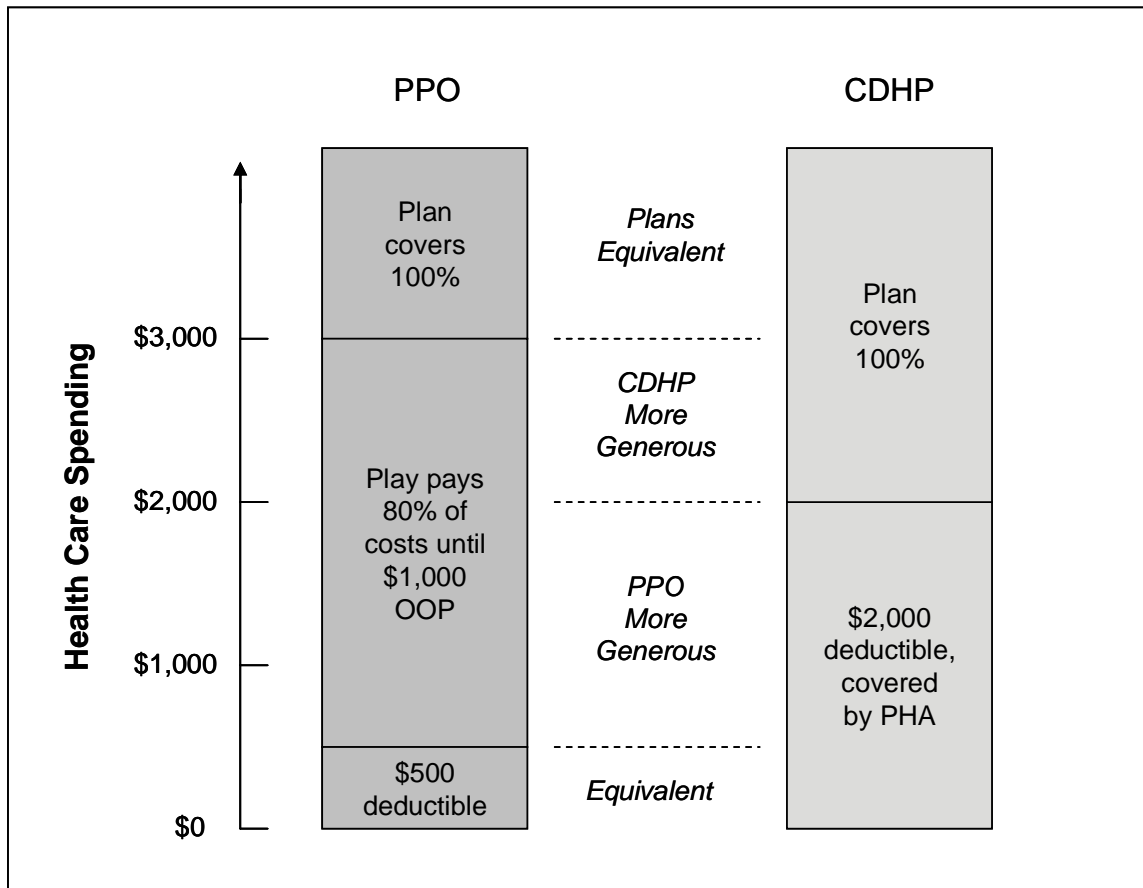 PPO
CDHP
Health Care Spending
$3,000
$2,000
$1,000
$0
Plan
covers
100%
Play pays
80% of
costs until
$1,000
OOP
$500
deductible
Plans
Equivalent
CDHP
More
Generous
PPO
More
Generous
Equivalent
Plan
covers
100%
$2,000
deductible,
covered
by PHA